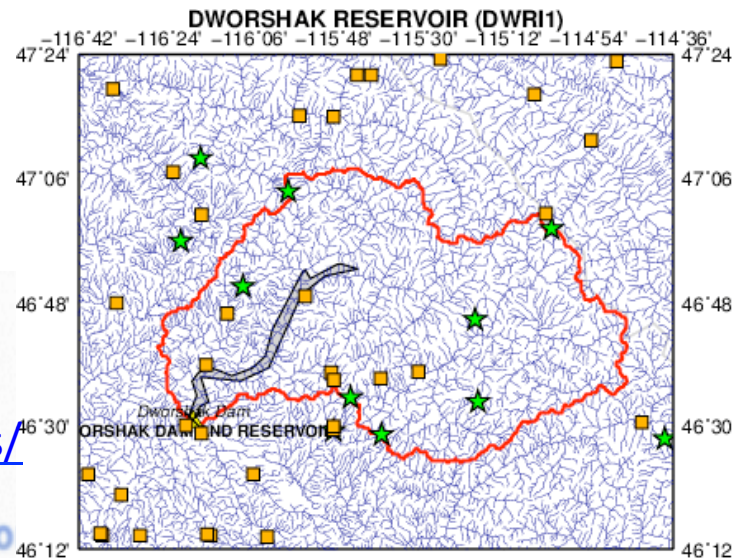 DWORSHAK RESERVOIR (DWRI1)
−116˚42' −116˚24' −116˚06' −115˚48' −115˚30' −115˚12' −114˚54' −114˚36'
47˚24' 47˚24'
47˚06' 47˚06'
46˚48' 46˚48'
Dworshak Dam
46˚30' ORSHAK DAM AND RESERVOIR 46˚30'
s/
46˚12' 46˚12'